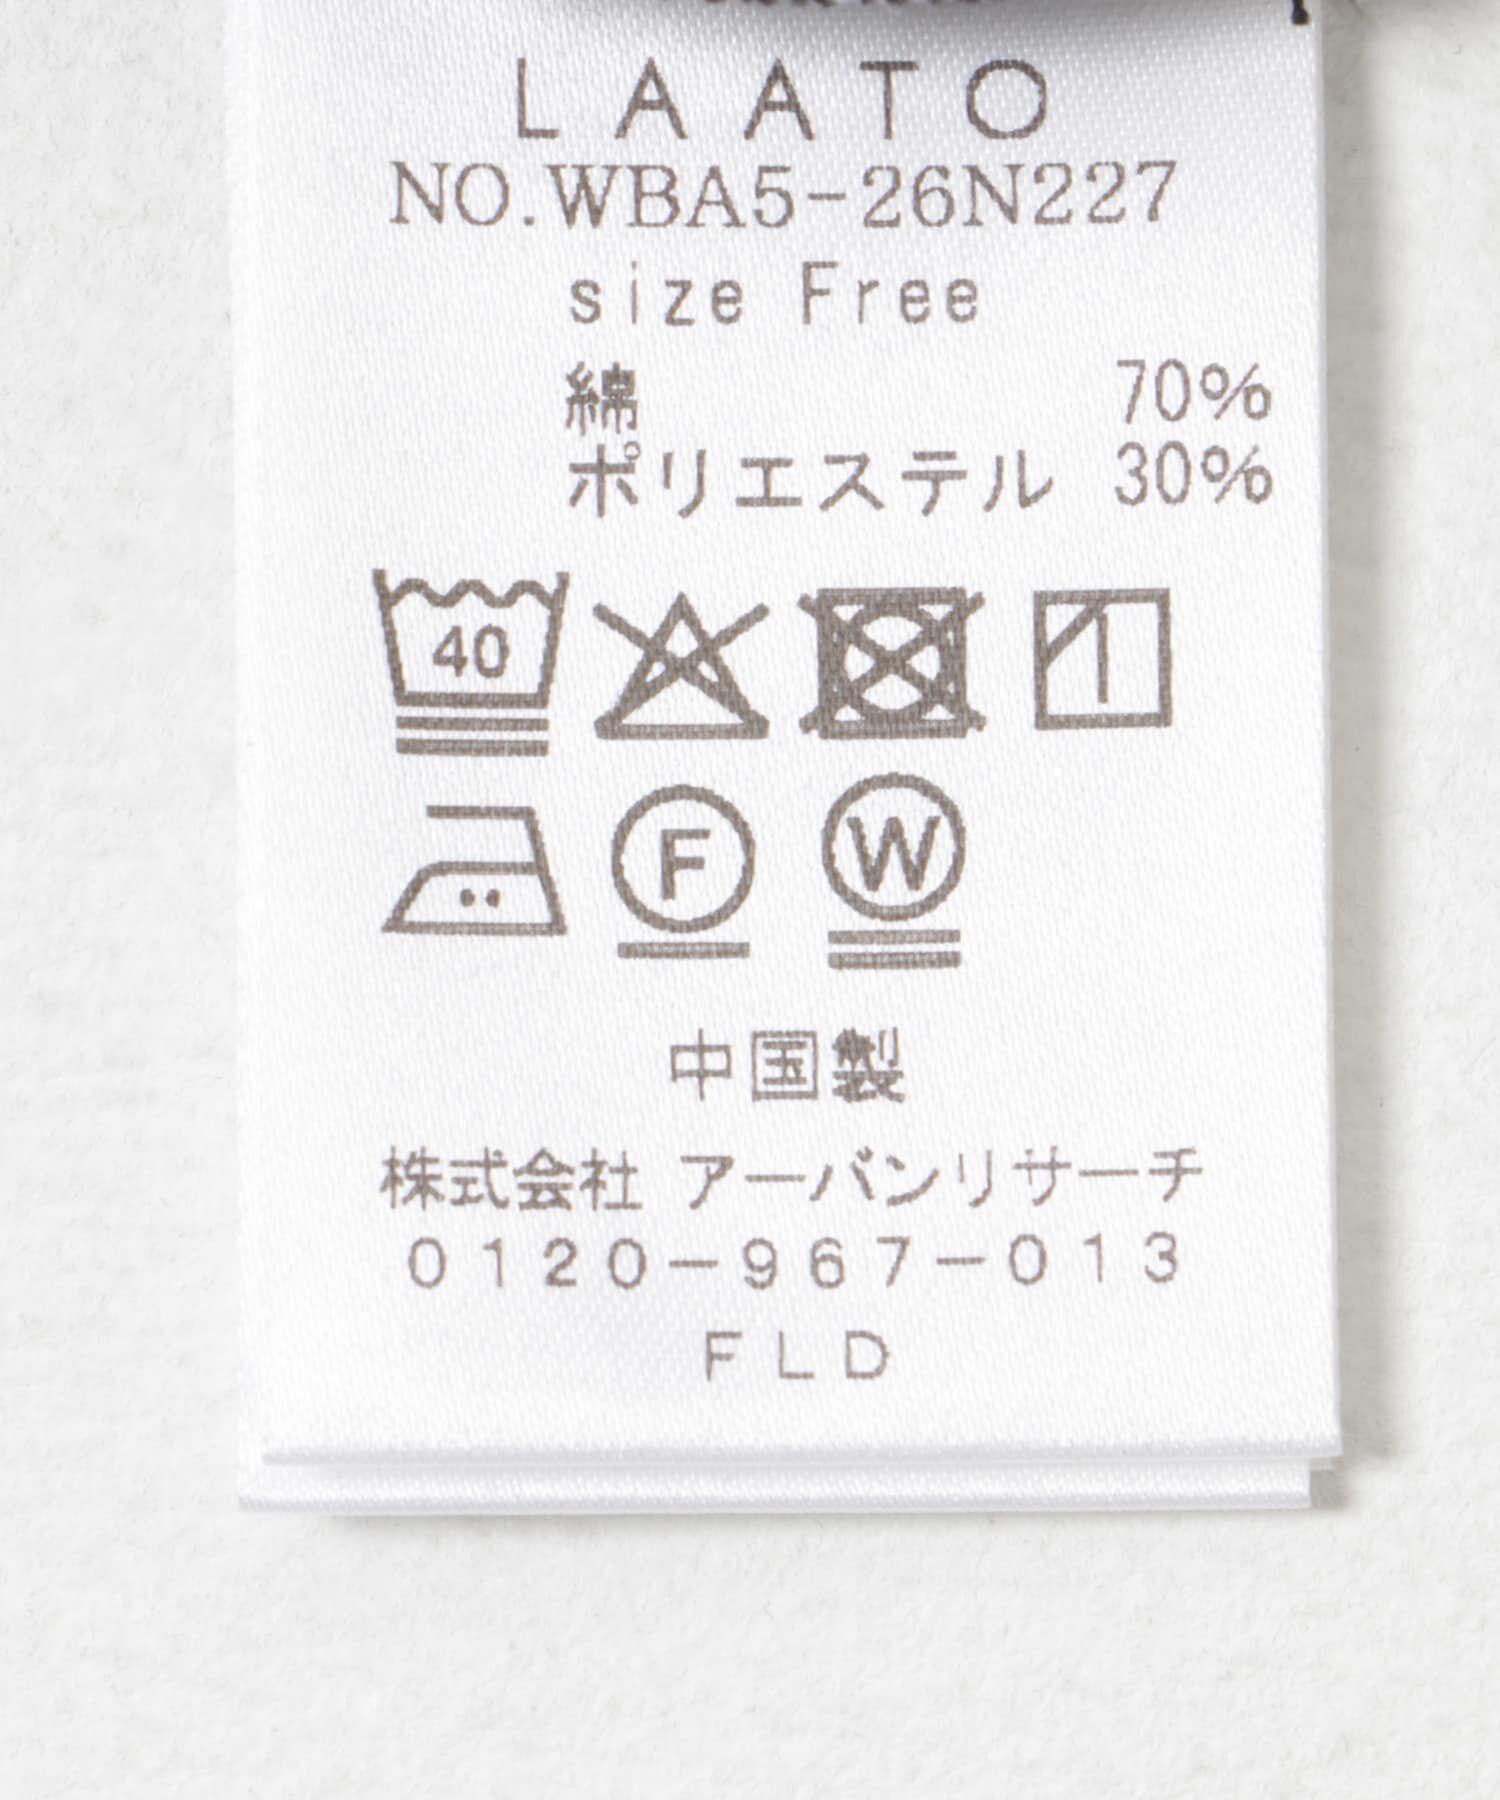 LAATO
NO.WBA5-26N227
size Free
綿 70%
ポリエステル 30%
40
F W
中国製
株式会社 アーバンリサーチ
0120-967-013
FLD